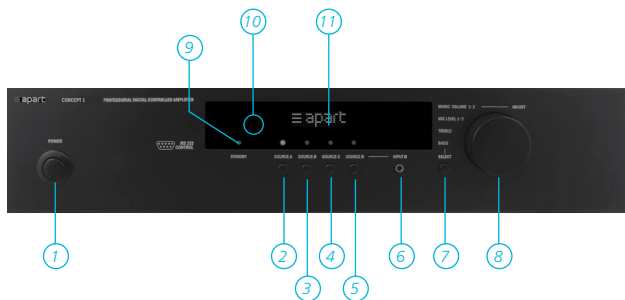 10
11
9
apart
CONCEPT 1
PROFESSIONAL DIGITAL CONTROLLED AMPLIFIER
apart
MUSIC VOLUME 1-2
ADJUST
MIC LEVEL 1-2
TREBLE
BASS
SELECT
POWER
RS 232
CONTROL
STANDBY
SOURCE A
SOURCE B
SOURCE C
SOURCE D
INPUT D
1
2
3
4
5
6
7
8